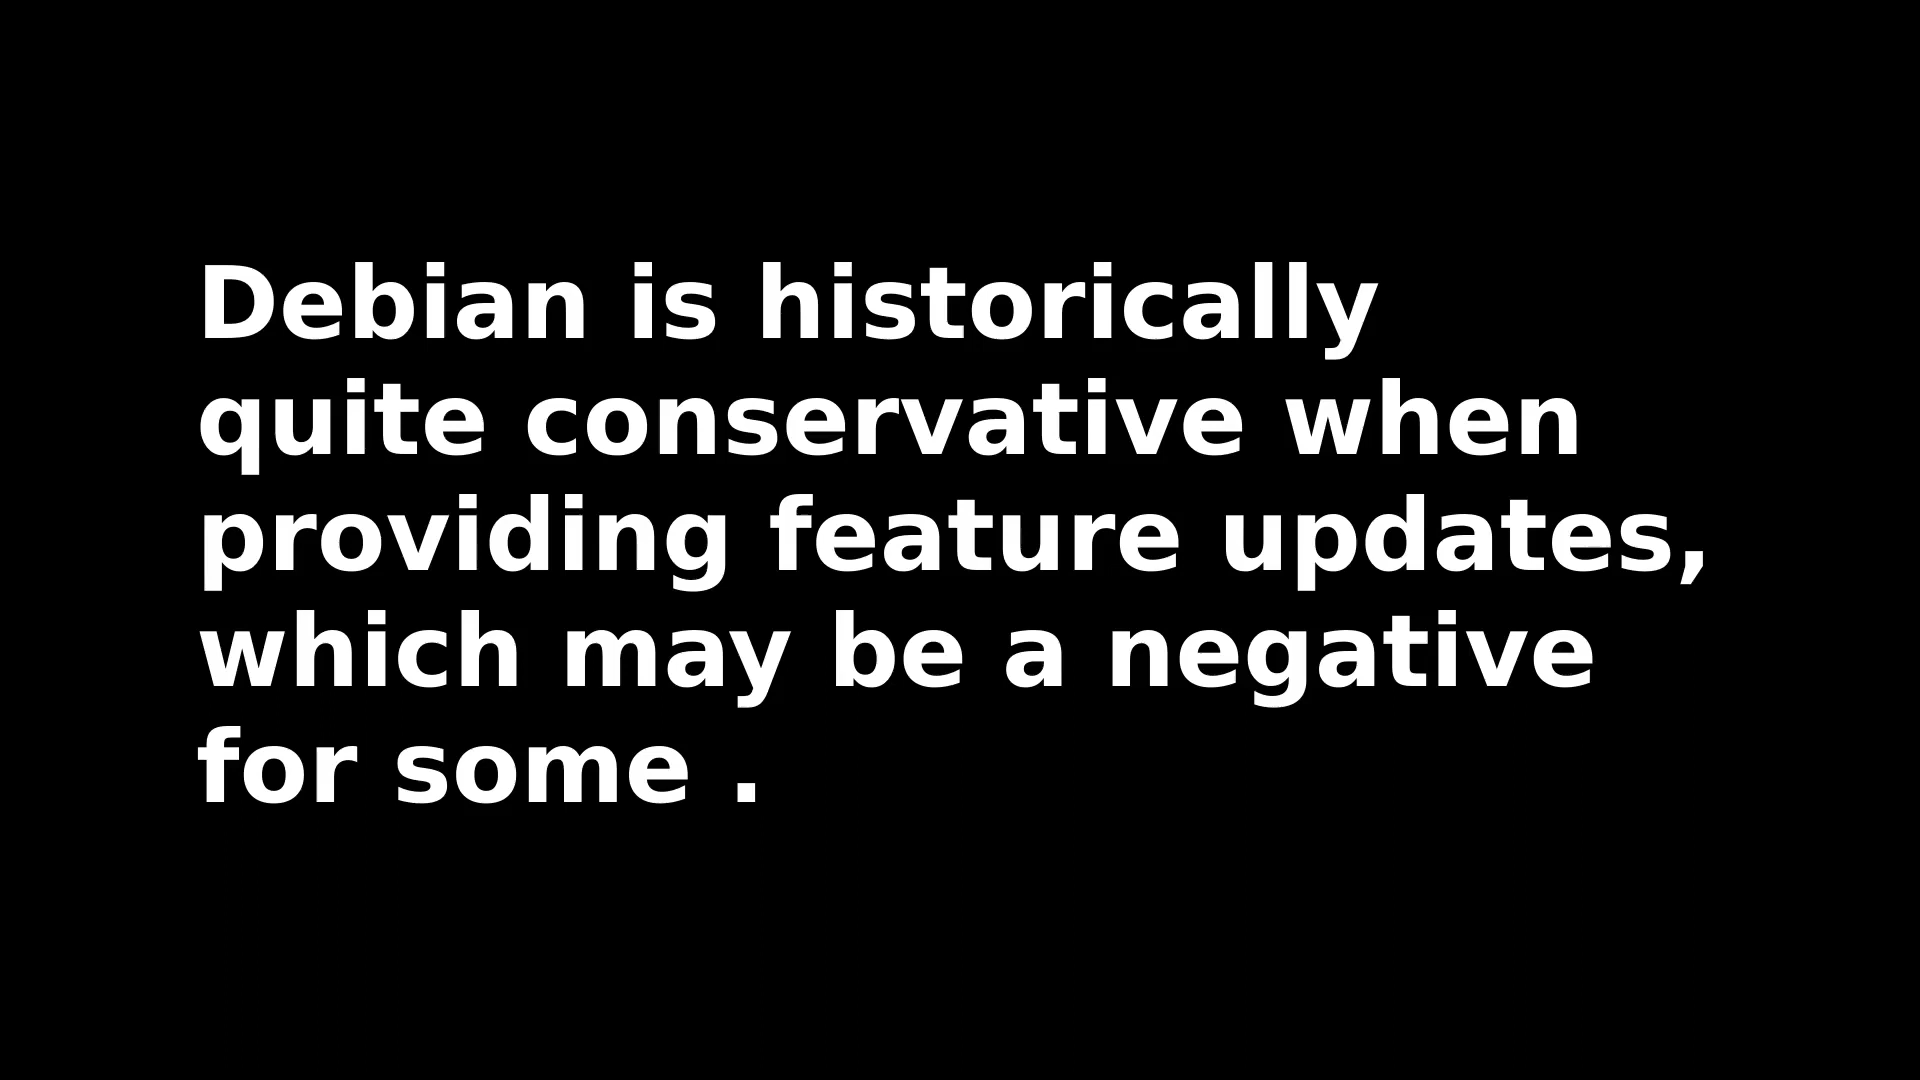 Debian is historically
quite conservative when
providing feature updates,
which may be a negative
for some .